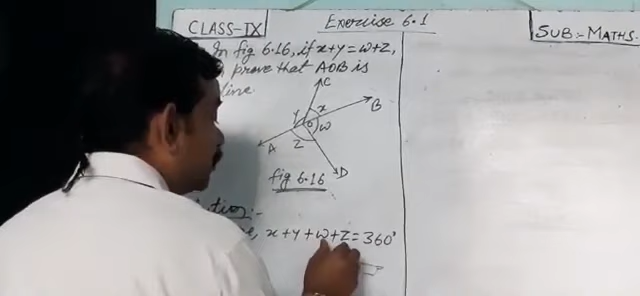 CLASS-IX
Exercise 6.1
SUB:- MATHS.
In fig 6.16, if x+y = w+z,
prove that AOB is
line.
C
x
B
y
O
w
A
z
D
fig 6.16
x+y+w+z=360°